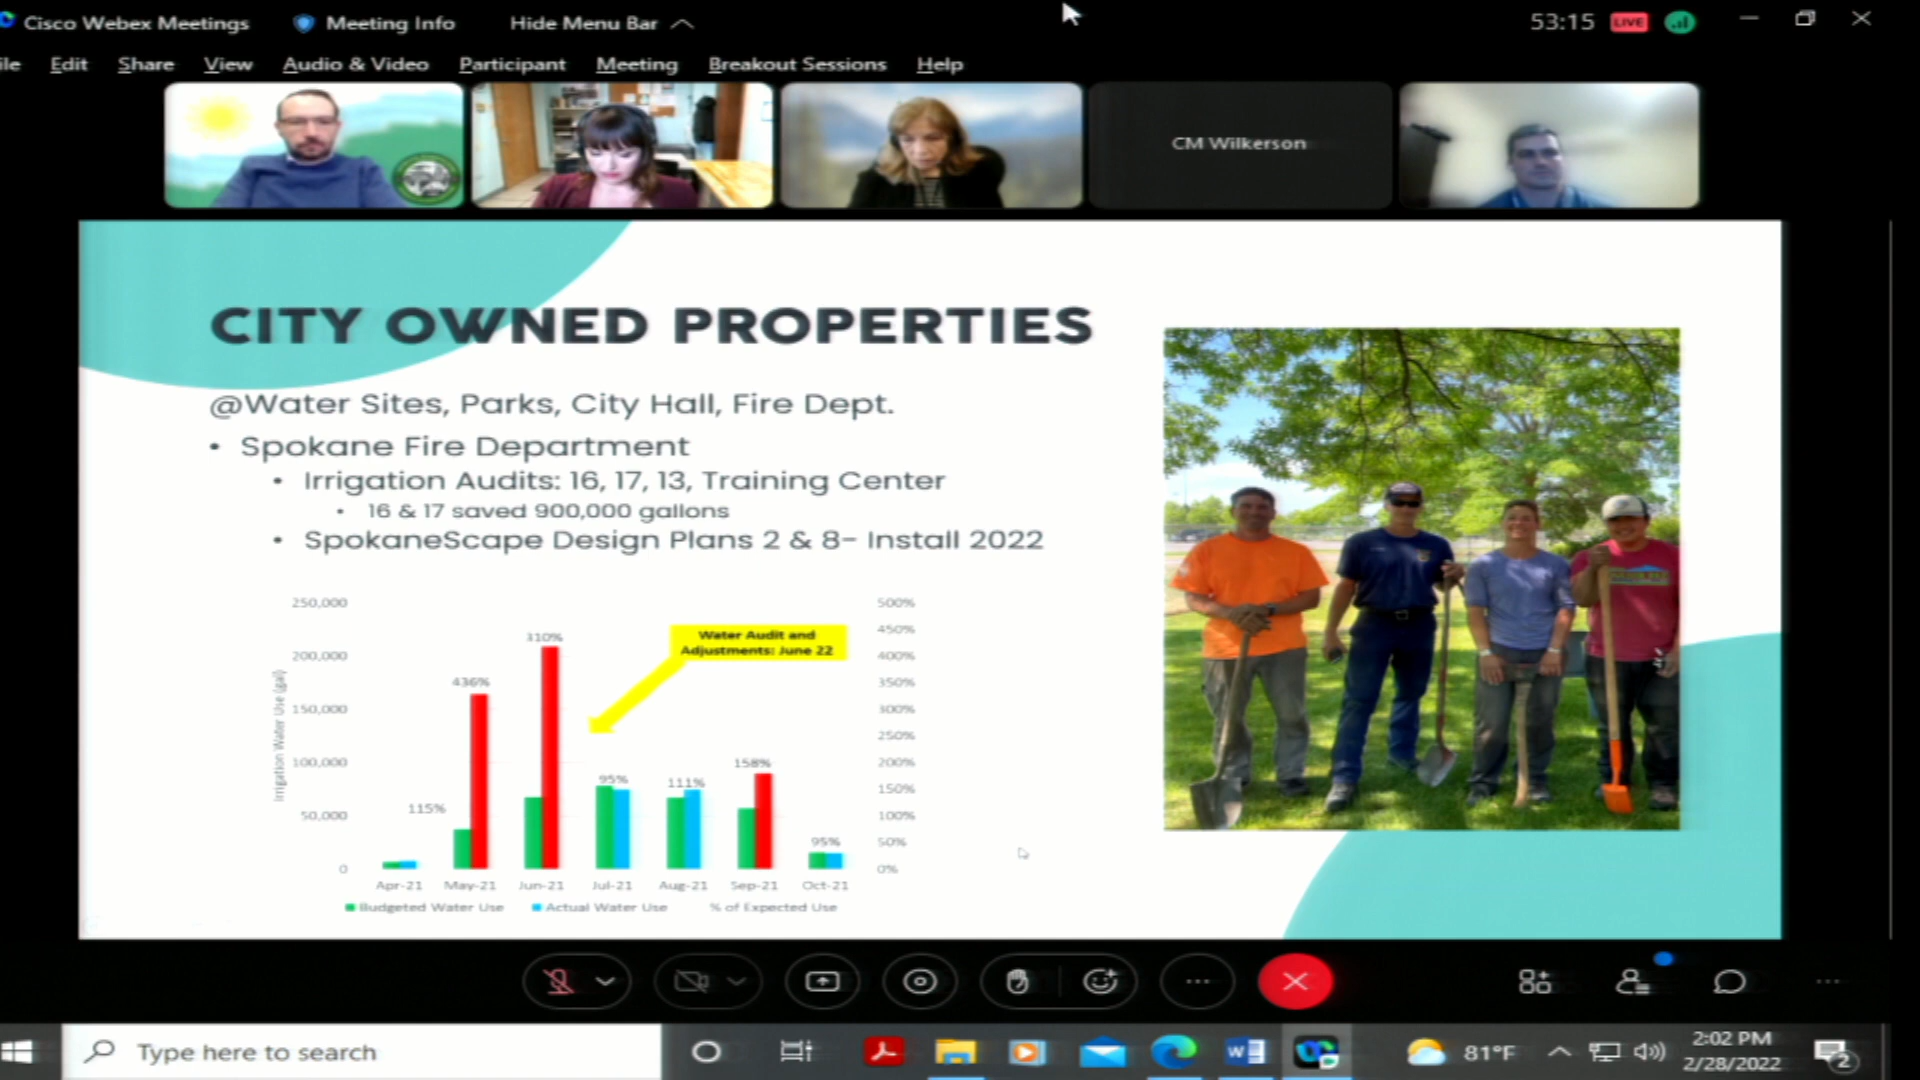 Cisco Webex Meetings
Meeting Info
Hide Menu Bar
53:15
LIVE
ile
Edit
Share
View
Audio & Video
Participant
Meeting
Breakout Sessions
Help
CM Wilkerson
CITY OWNED PROPERTIES
@Water Sites, Parks, City Hall, Fire Dept.
• Spokane Fire Department
• Irrigation Audits: 16, 17, 13, Training Center
• 16 & 17 saved 900,000 gallons
• SpokaneScape Design Plans 2 & 8- Install 2022
Irrigation Water Use (gal)
250,000
200,000
150,000
100,000
50,000
0
115%
436%
310%
95%
111%
158%
95%
Water Audit and
Adjustments: June 22
500%
450%
400%
350%
300%
250%
200%
150%
100%
50%
0%
Apr-21
May-21
Jun-21
Jul-21
Aug-21
Sep-21
Oct-21
Budgeted Water Use
Actual Water Use
% of Expected Use
Type here to search
81°F
2:02 PM
2/28/2022
2